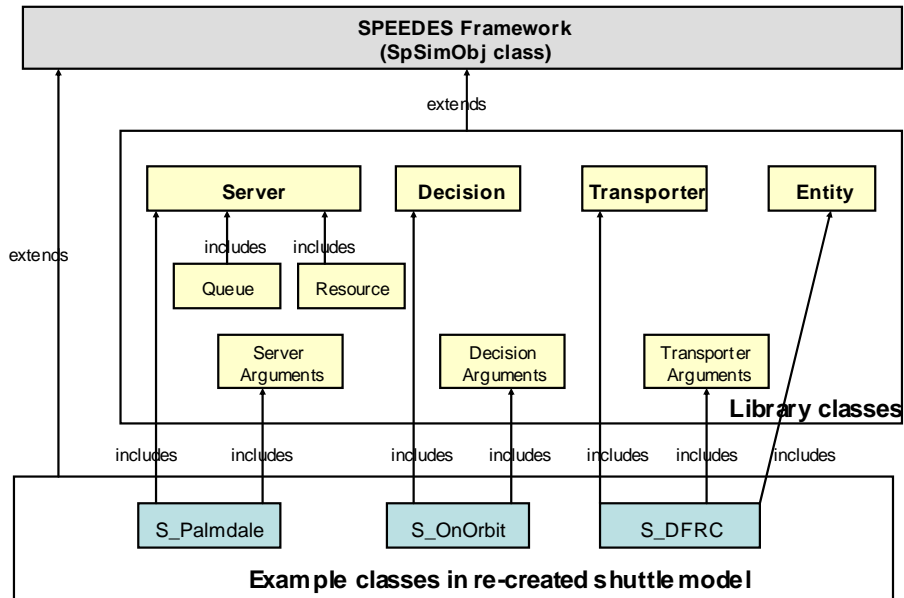 SPEEDES Framework
(SpSimObj class)
extends
Server
Decision
Transporter
Entity
includes
includes
extends
Queue
Resource
Server
Arguments
Decision
Arguments
Transporter
Arguments
Library classes
includes
includes
includes
includes
includes
includes
includes
S_Palmdale
S_OnOrbit
S_DFRC
Example classes in re-created shuttle model